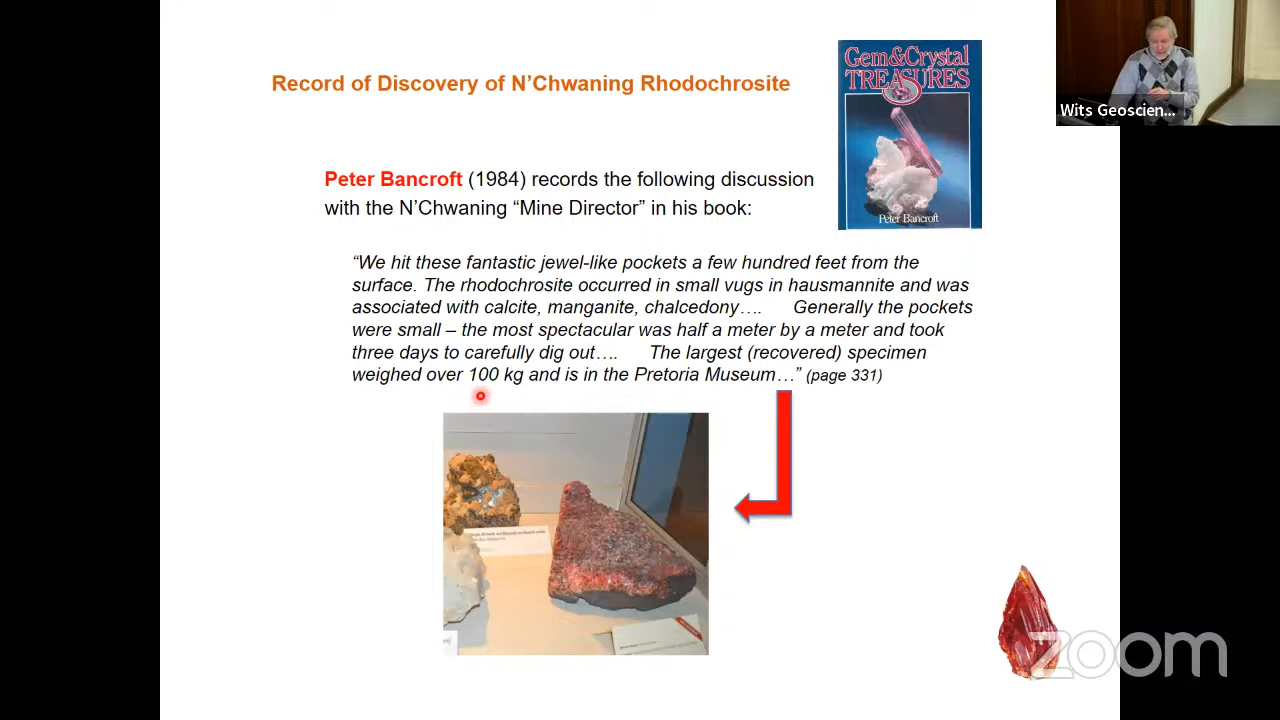 Record of Discovery of N’Chwaning Rhodochrosite
Gem&Crystal
TREASURES
Peter Bancroft
Wits Geoscien...
Peter Bancroft (1984) records the following discussion
with the N’Chwaning “Mine Director” in his book:
“We hit these fantastic jewel-like pockets a few hundred feet from the
surface. The rhodochrosite occurred in small vugs in hausmannite and was
associated with calcite, manganite, chalcedony…. Generally the pockets
were small – the most spectacular was half a meter by a meter and took
three days to carefully dig out…. The largest (recovered) specimen
weighed over 100 kg and is in the Pretoria Museum…” (page 331)
zoom